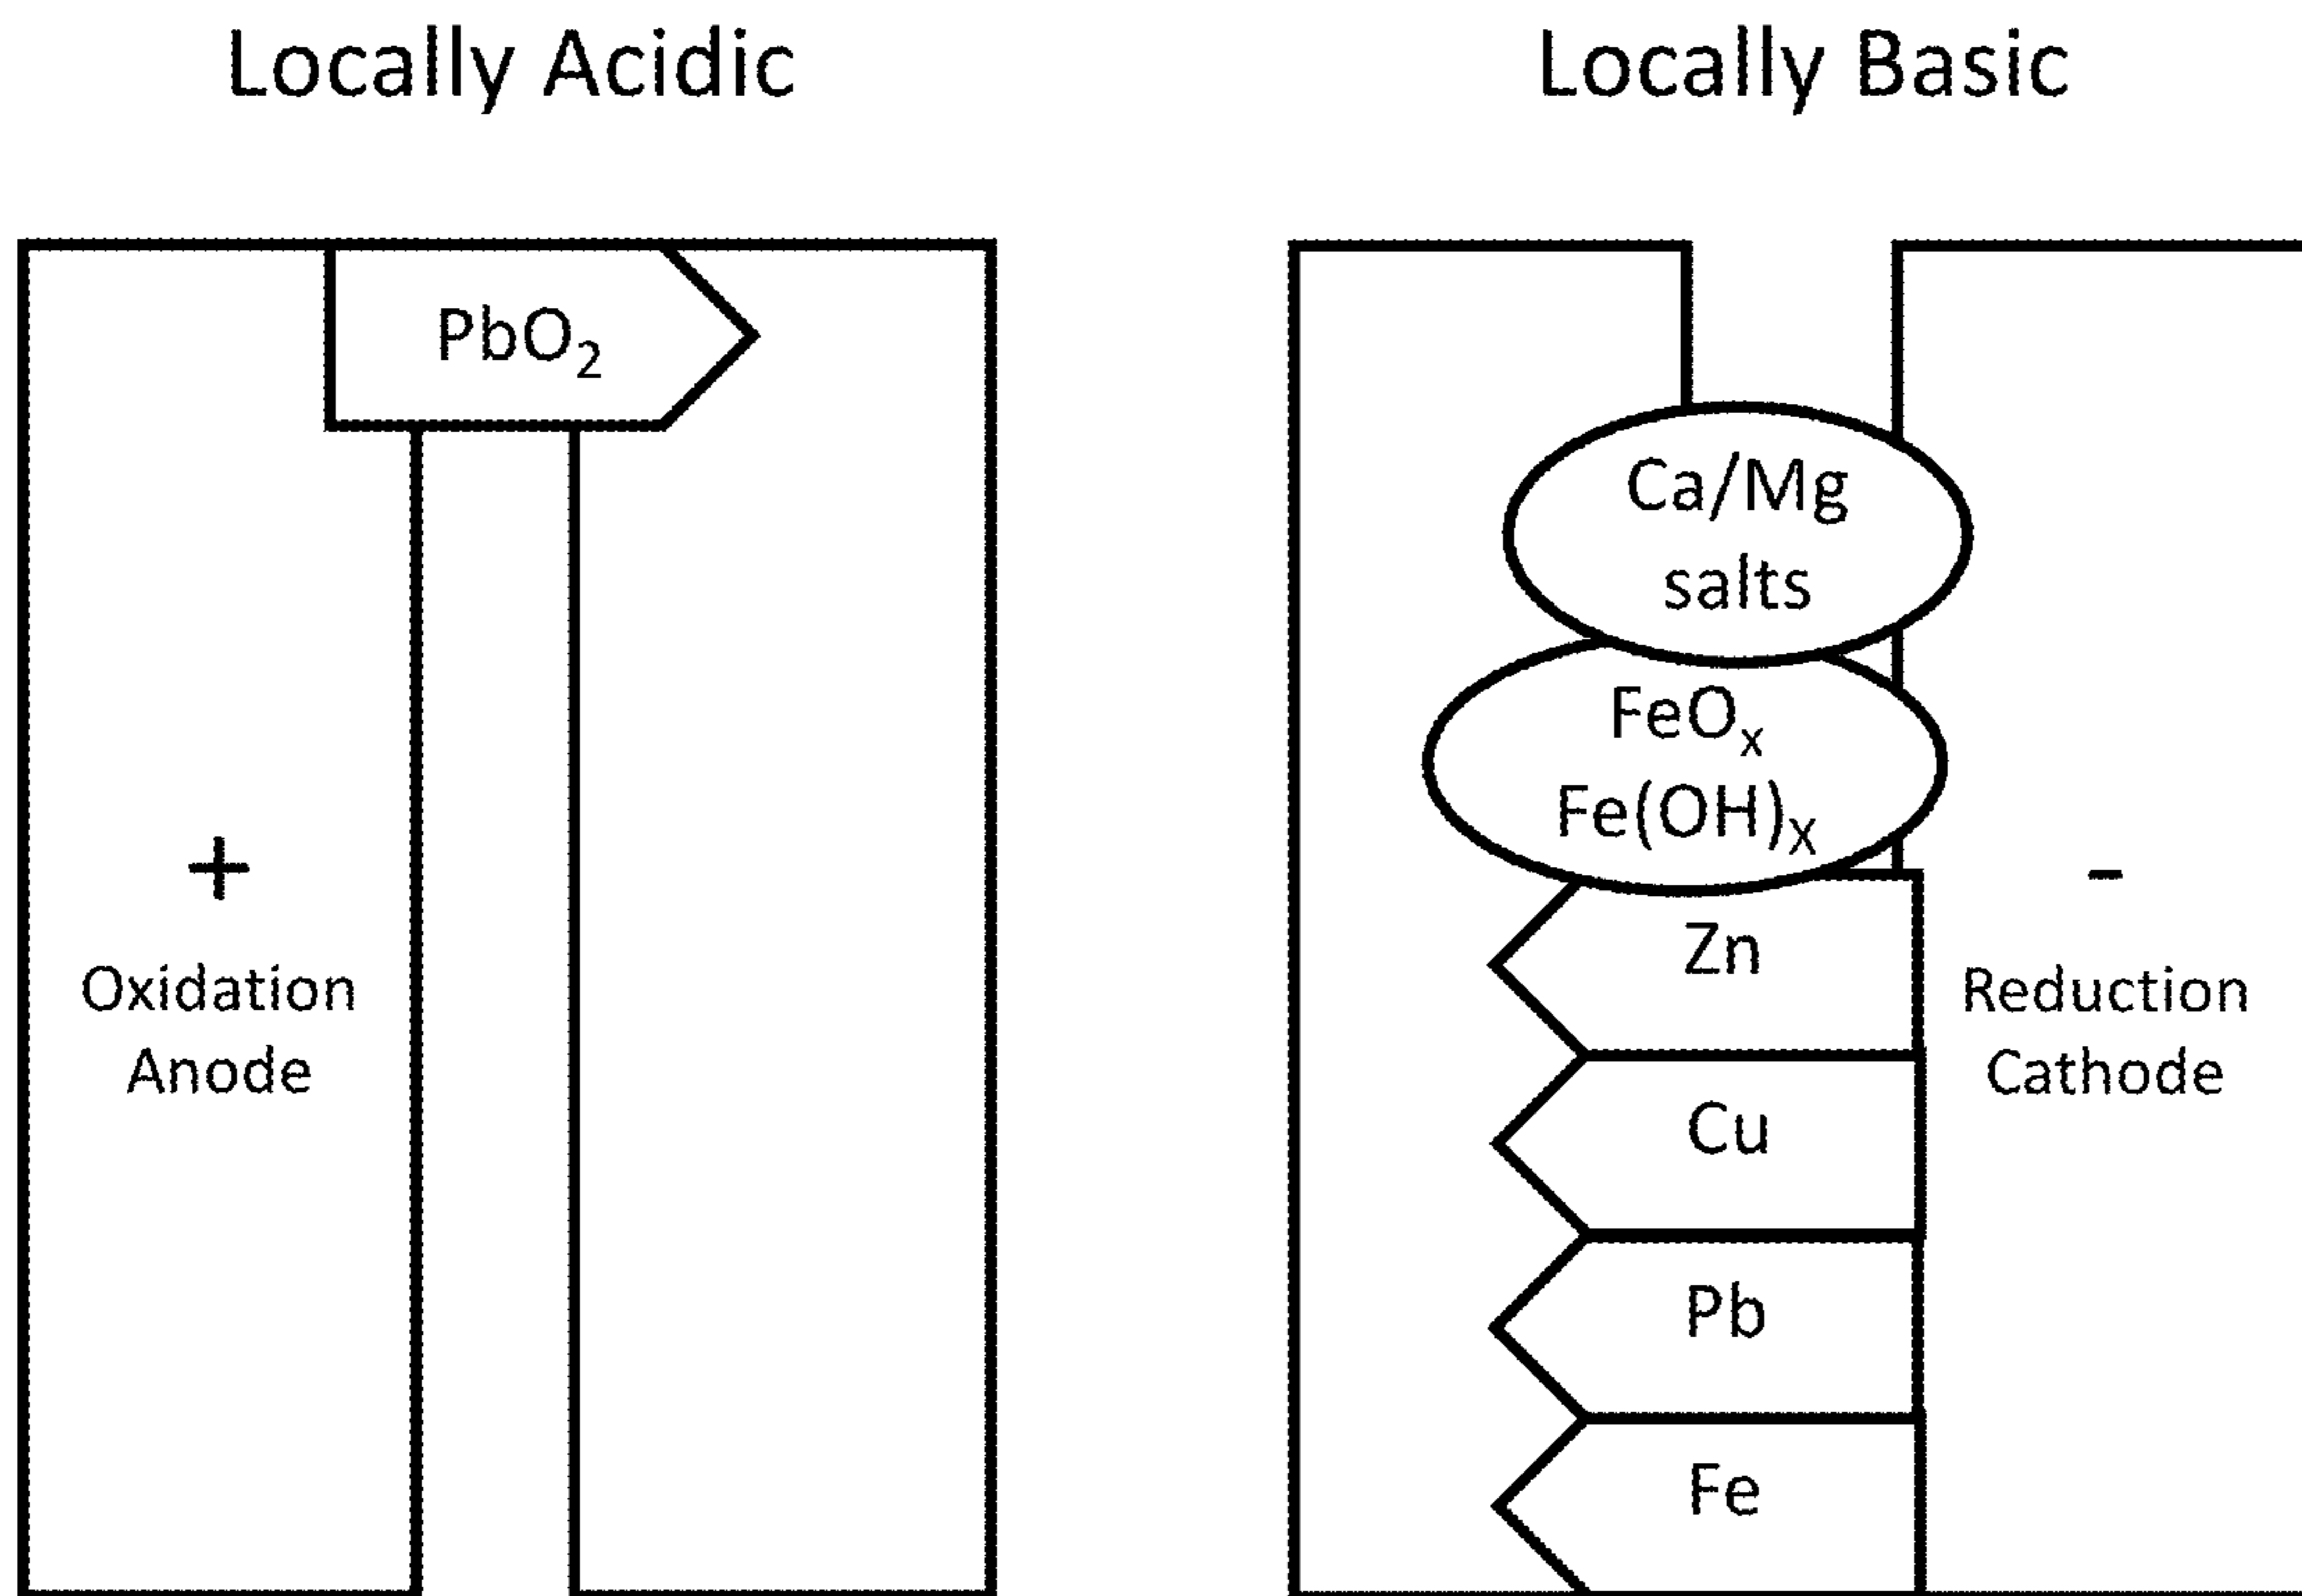 Locally Acidic
Locally Basic
PbO₂
Ca/Mg
salts
FeOₓ
Fe(OH)ₓ
+
Oxidation
Anode
-
Reduction
Cathode
Zn
Cu
Pb
Fe